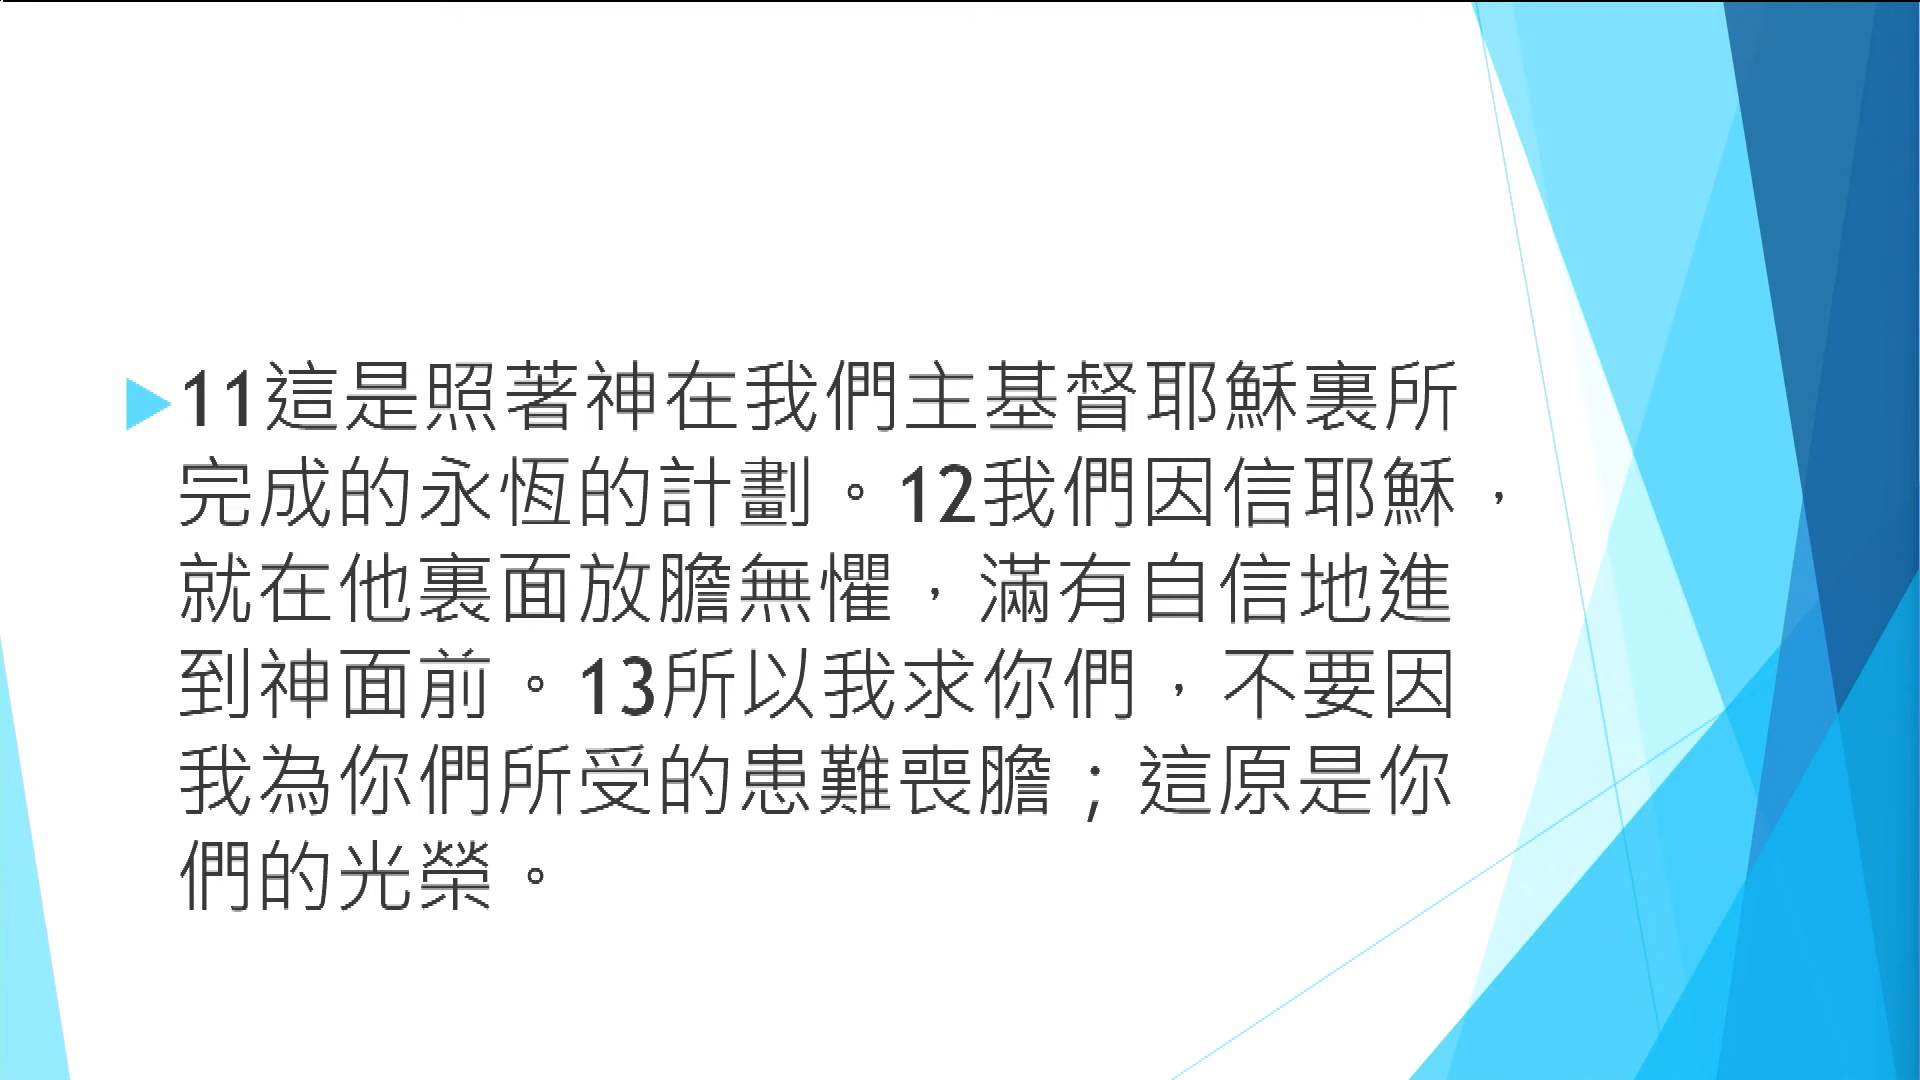 11這是照著神在我們主基督耶穌裏所
完成的永恆的計劃。12我們因信耶穌，
就在他裏面放膽無懼，滿有自信地進
到神面前。13所以我求你們，不要因
我為你們所受的患難喪膽；這原是你
們的光榮。